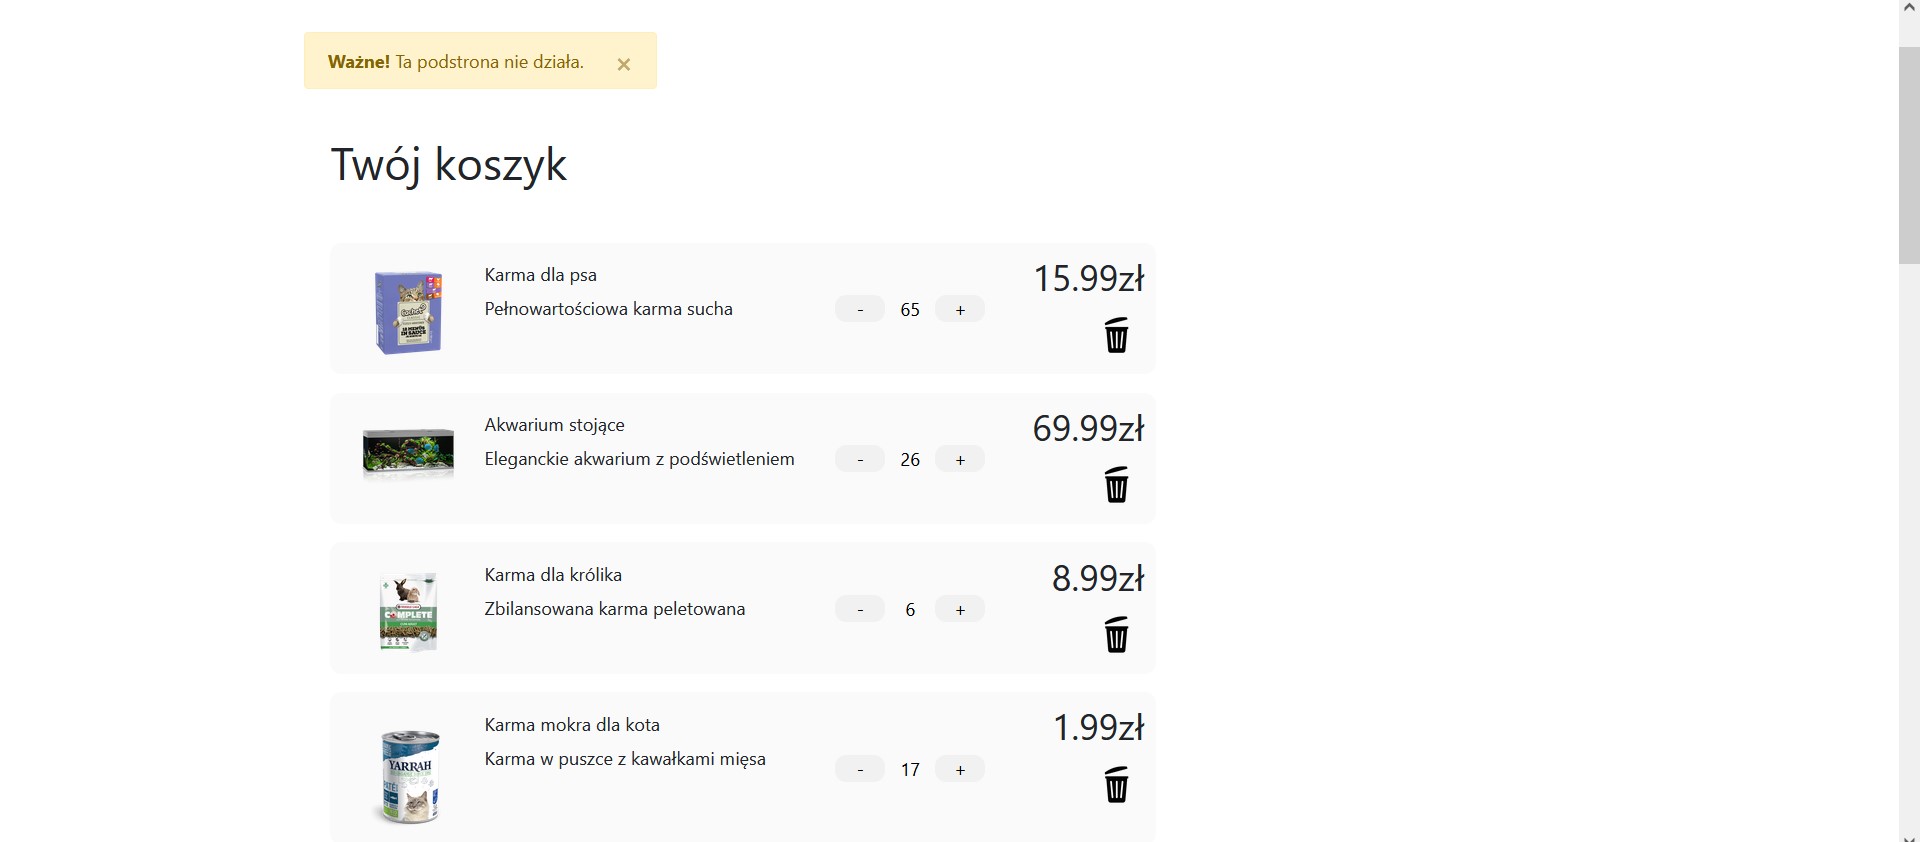 Ważne! Ta podstrona nie działa. ×
Twój koszyk
Karma dla psa
Pełnowartościowa karma sucha
- 65 +
15.99zł
Akwarium stojące
Eleganckie akwarium z podświetleniem
- 26 +
69.99zł
COMPLETE
Karma dla królika
Zbilansowana karma peletowana
- 6 +
8.99zł
YARRAH
Karma mokra dla kota
Karma w puszce z kawałkami mięsa
- 17 +
1.99zł